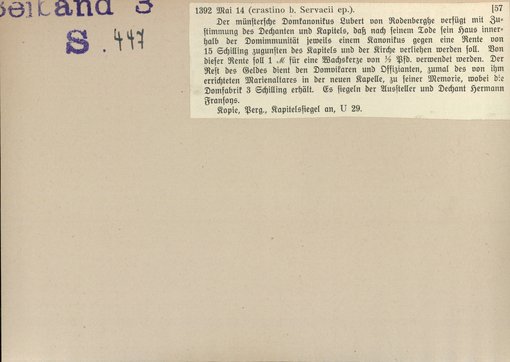 Beiband 3
S. 447
1392 Mai 14 (crastino b. Servacii ep.). [57
Der münstersche Domkanonikus Lubert von Rodenberghe verfügt mit Zu-
stimmung des Dechanten und Kapitels, daß nach seinem Tode sein Haus inner-
halb der Domimmunität jeweils einem Kanonikus gegen eine Rente von
15 Schilling zugunsten des Kapitels und der Kirche verliehen werden soll. Von
dieser Rente soll 1 M für eine Wachskerze von ½ Pfd. verwendet werden. Der
Rest des Geldes dient den Domvikaren und Offizianten, zumal des von ihm
errichteten Marienaltares in der neuen Kapelle, zu seiner Memorie, wobei die
Domfabrik 3 Schilling erhält. Es siegeln der Aussteller und Dechant Hermann
Fransoys.
Kopie, Perg., Kapitelssiegel an, U 29.